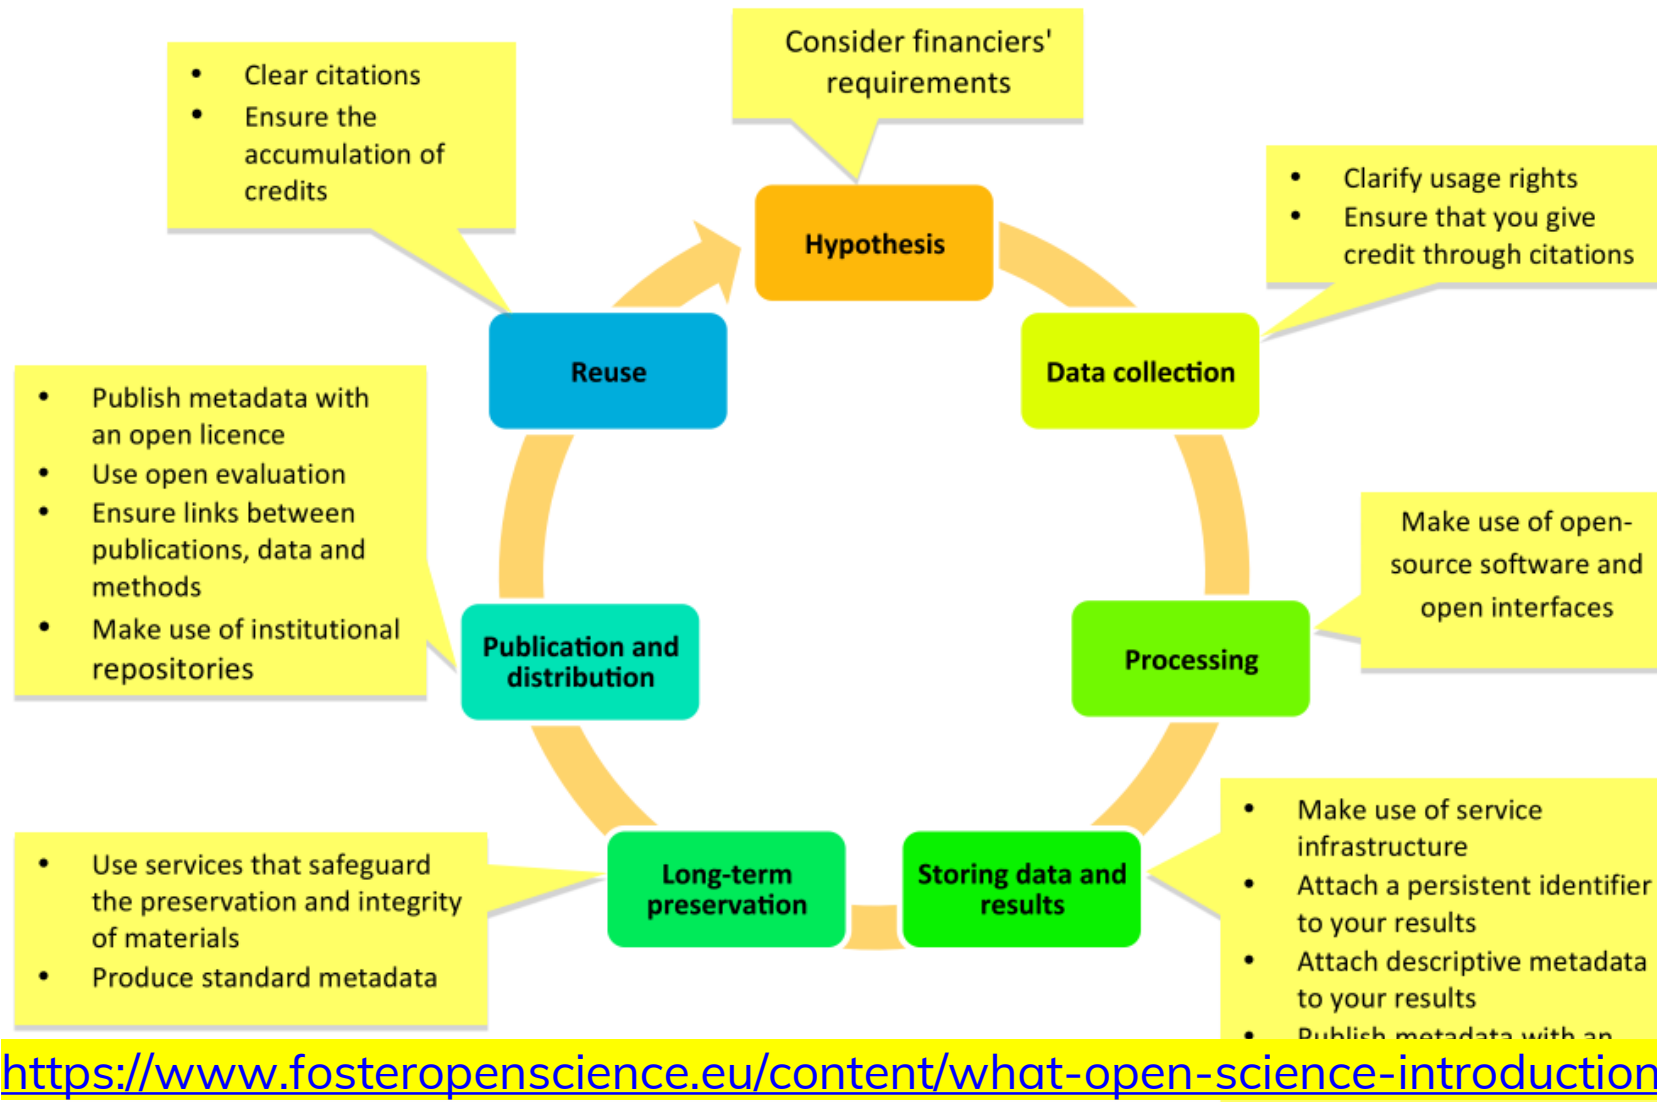 Consider financiers'
requirements
• Clear citations
• Ensure the
accumulation of
credits
• Clarify usage rights
• Ensure that you give
credit through citations
Hypothesis
Reuse
Data collection
• Publish metadata with
an open licence
• Use open evaluation
• Ensure links between
publications, data and
methods
• Make use of institutional
repositories
Make use of open-
source software and
open interfaces
Publication and
distribution
Processing
• Use services that safeguard
the preservation and integrity
of materials
• Produce standard metadata
Long-term
preservation
Storing data and
results
• Make use of service
infrastructure
• Attach a persistent identifier
to your results
• Attach descriptive metadata
to your results
• Publish metadata with an
https://www.fosteropenscience.eu/content/what-open-science-introduction